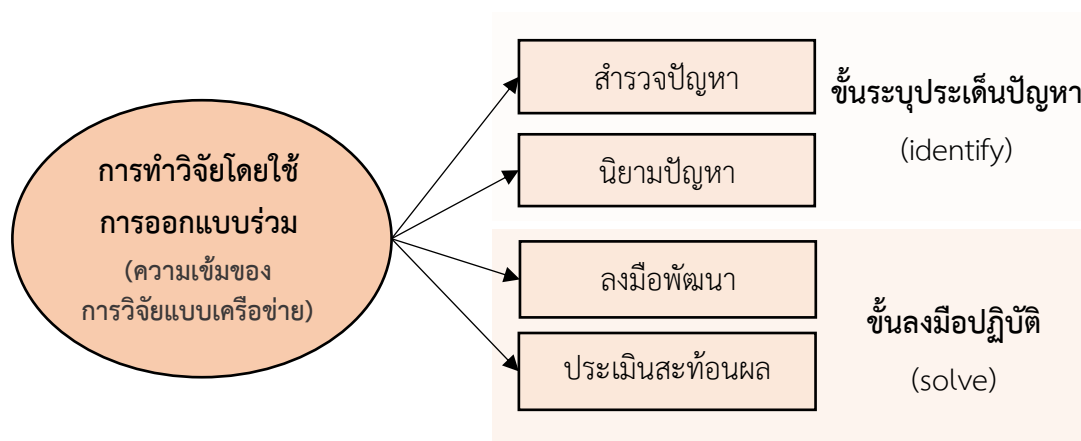 การทำวิจัยโดยใช้
การออกแบบร่วม
(ความเข้มของ
การวิจัยแบบเครือข่าย)
สำรวจปัญหา
นิยามปัญหา
ขั้นระบุประเด็นปัญหา
(identify)
ลงมือพัฒนา
ประเมินสะท้อนผล
ขั้นลงมือปฏิบัติ
(solve)